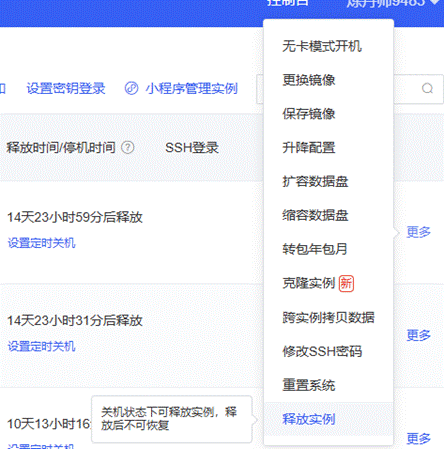 控制台
炼丹师9483
设置密钥登录
小程序管理实例
释放时间/停机时间
SSH登录
14天23小时59分后释放
设置定时关机
更多
14天23小时31分后释放
设置定时关机
更多
10天13小时16
设置定时关机
更多
无卡模式开机
更换镜像
保存镜像
升降配置
扩容数据盘
缩容数据盘
转包年包月
克隆实例 新
跨实例拷贝数据
修改SSH密码
重置系统
释放实例
关机状态下可释放实例，释
放后不可恢复